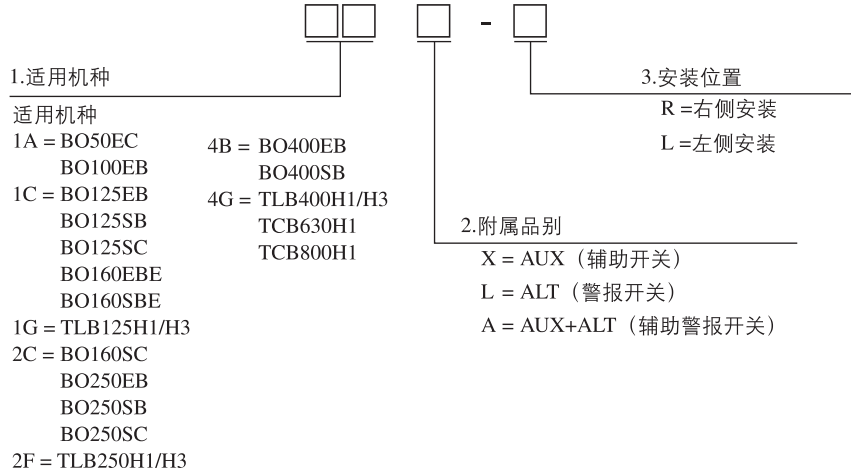 -
1.适用机种
适用机种
1A = BO50EC
BO100EB
1C = BO125EB
BO125SB
BO125SC
BO160EBE
BO160SBE
1G = TLB125H1/H3
2C = BO160SC
BO250EB
BO250SB
BO250SC
2F = TLB250H1/H3
4B = BO400EB
BO400SB
4G = TLB400H1/H3
TCB630H1
TCB800H1
2.附属品别
X = AUX（辅助开关）
L = ALT（警报开关）
A = AUX+ALT（辅助警报开关）
3.安装位置
R =右侧安装
L =左侧安装